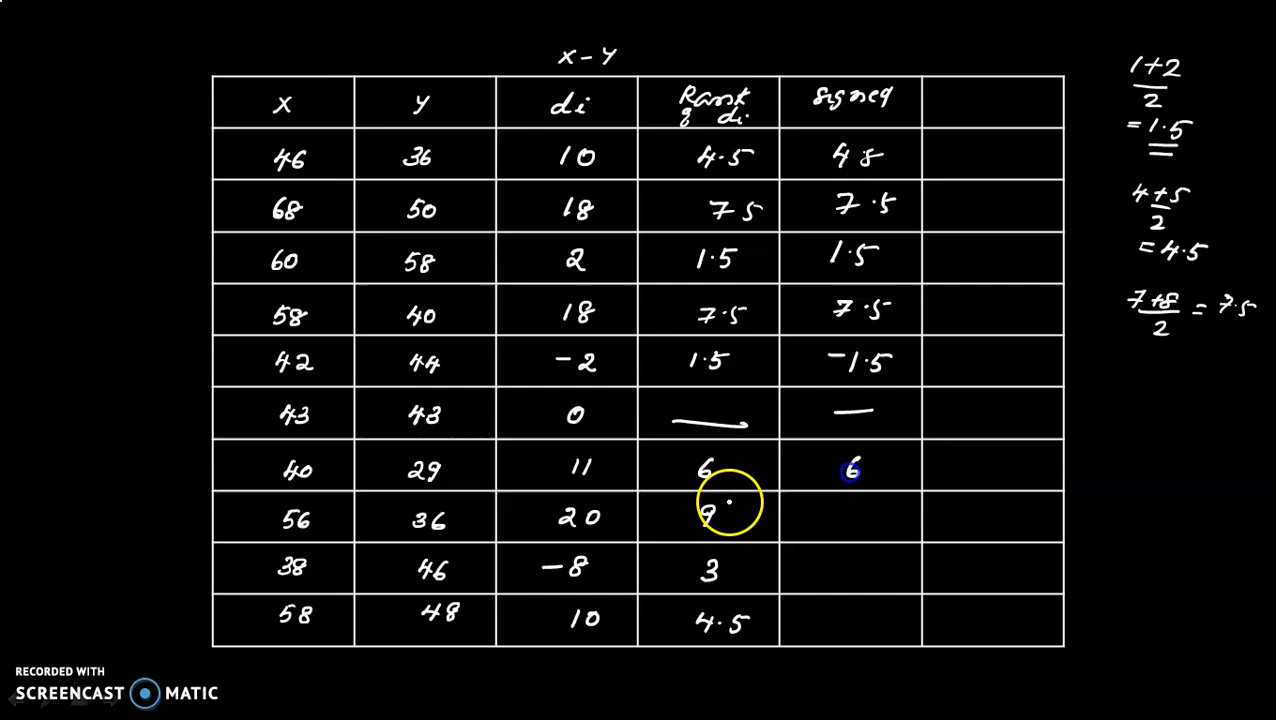 X - Y
X Y di Rank of di Signed
46 36 10 4.5 4.8
68 50 18 7 5 7.5
60 58 2 1.5 1.5
58 40 18 7.5 7.5
42 44 -2 1.5 -1.5
43 43 0 — —
40 29 11 6 6
56 36 20 9
38 46 -8 3
58 48 10 4.5
1+2
2
= 1.5
4+5
2
= 4.5
7+8
2
= 7.5
RECORDED WITH
SCREENCAST MATIC